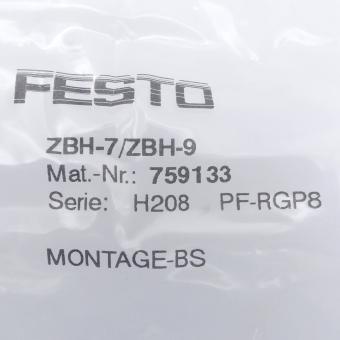 FESTO
ZBH-7/ZBH-9
Mat.-Nr.: 759133
Serie: H208 PF-RGP8
MONTAGE-BS